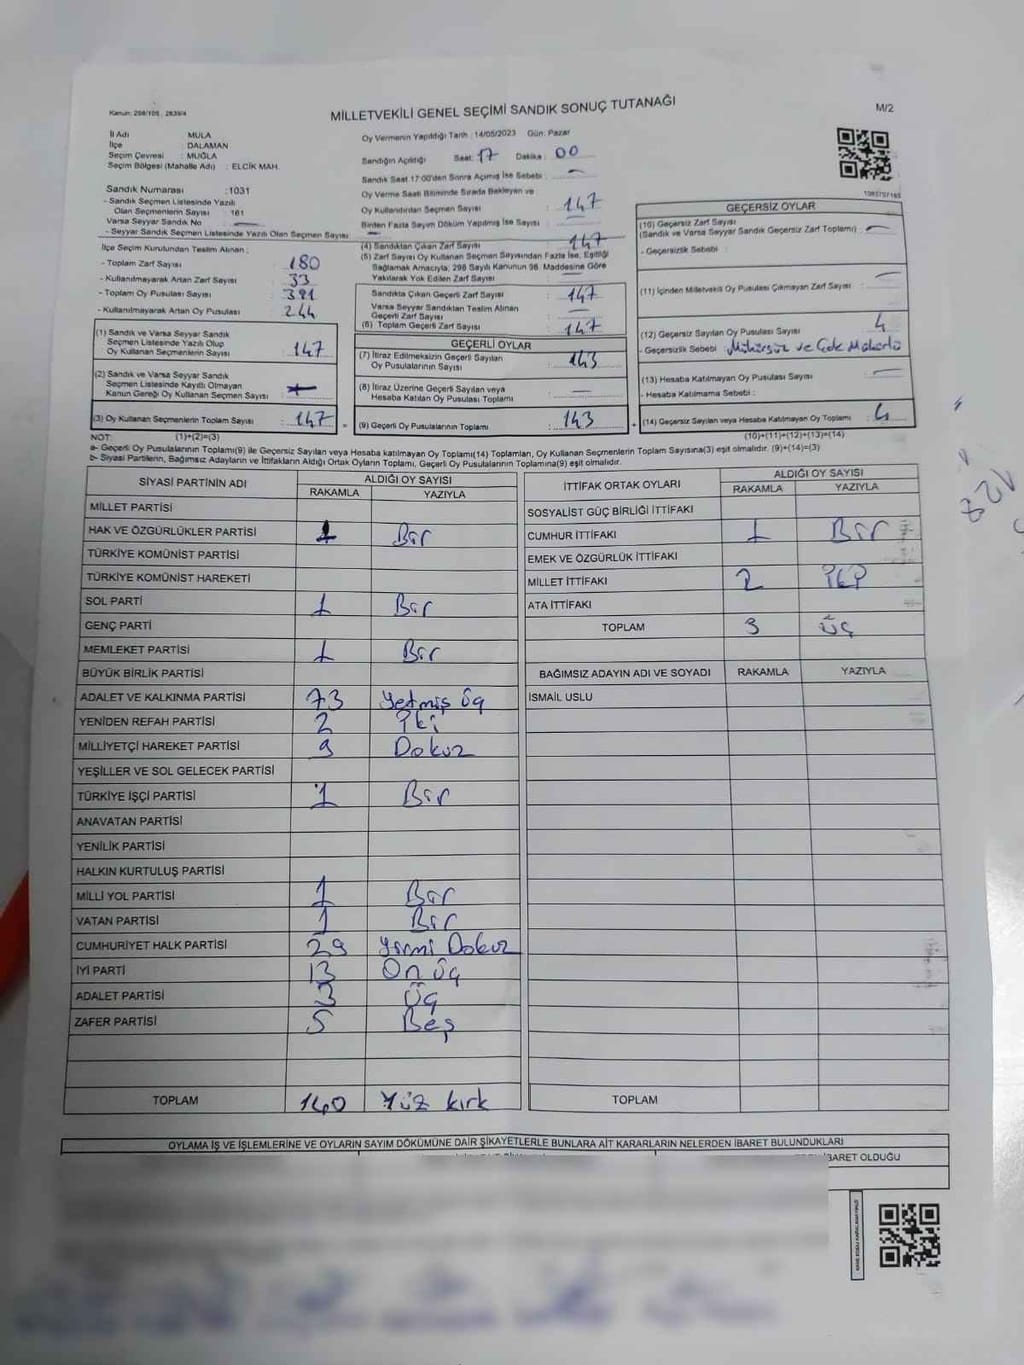 Kanun: 298/105, 2839/4
MİLLETVEKİLİ GENEL SEÇİMİ SANDIK SONUÇ TUTANAĞI
M/2
İl Adı MULA
İlçe : DALAMAN
Seçim Çevresi : MUĞLA
Seçim Bölgesi (Mahalle Adı) : ELCİK MAH.
Sandık Numarası :1031
- Sandık Seçmen Listesinde Yazılı
Olan Seçmenlerin Sayısı : 161
Varsa Seyyar Sandık No :
- Seyyar Sandık Seçmen Listesinde Yazılı Olan Seçmen Sayısı
İlçe Seçim Kurulundan Teslim Alınan ;
- Toplam Zarf Sayısı : 180
- Kullanılmayarak Artan Zarf Sayısı : 33
- Toplam Oy Pusulası Sayısı : 391
- Kullanılmayarak Artan Oy Pusulası : 244
(1) Sandık ve Varsa Seyyar Sandık
Seçmen Listesinde Yazılı Olup
Oy Kullanan Seçmenlerin Sayısı : 147
(2) Sandık ve Varsa Seyyar Sandık
Seçmen Listesinde Kayıtlı Olmayan
Kanun Gereği Oy Kullanan Seçmen Sayısı :
(3) Oy Kullanan Seçmenlerin Toplam Sayısı : 147
Oy Vermenin Yapıldığı Tarih : 14/05/2023 Gün: Pazar
Sandığın Açıldığı Saat: 17 Dakika : 00
Sandık Saat 17:00'den Sonra Açılmış İse Sebebi : -
Oy Verme Saati Bitiminde Sırada Bekleyen ve
Oy Kullandırılan Seçmen Sayısı : 147
Birden Fazla Sayım Döküm Yapılmış İse Sayısı : —
(4) Sandıktan Çıkan Zarf Sayısı : 147
(5) Zarf Sayısı Oy Kullanan Seçmen Sayısından Fazla İse, Eşitliği
Sağlamak Amacıyla; 298 Sayılı Kanunun 98. Maddesine Göre
Yakılarak Yok Edilen Zarf Sayısı : —
Sandıkta Çıkan Geçerli Zarf Sayısı : 147
Varsa Seyyar Sandıktan Teslim Alınan
Geçerli Zarf Sayısı : —
(6) Toplam Geçerli Zarf Sayısı : 147
GEÇERLİ OYLAR
(7) İtiraz Edilmeksizin Geçerli Sayılan
Oy Pusulalarının Sayısı : 143
(8) İtiraz Üzerine Geçerli Sayılan veya
Hesaba Katılan Oy Pusulası Toplamı : —
(9) Geçerli Oy Pusulalarının Toplamı : 143
GEÇERSİZ OYLAR
(10) Geçersiz Zarf Sayısı
(Sandık ve Varsa Seyyar Sandık Geçersiz Zarf Toplamı) : —
- Geçersizlik Sebebi :
(11) İçinden Milletvekili Oy Pusulası Çıkmayan Zarf Sayısı : —
(12) Geçersiz Sayılan Oy Pusulası Sayısı : 4
- Geçersizlik Sebebi : Mühürsüz ve Çok Mühürlü
(13) Hesaba Katılmayan Oy Pusulası Sayısı : —
- Hesaba Katılmama Sebebi :
(14) Geçersiz Sayılan veya Hesaba Katılmayan Oy Toplamı : 4
NOT: (1)+(2)=(3) (10)+(11)+(12)+(13)=(14)
a- Geçerli Oy Pusulalarının Toplamı(9) ile Geçersiz Sayılan veya Hesaba katılmayan Oy Toplamı(14) Toplamları, Oy Kullanan Seçmenlerin Toplam Sayısına(3) eşit olmalıdır. (9)+(14)=(3)
b- Siyasi Partilerin, Bağımsız Adayların ve İttifakların Aldığı Ortak Oyların Toplamı, Geçerli Oy Pusulalarının Toplamına(9) eşit olmalıdır.
SİYASİ PARTİNİN ADI ALDIĞI OY SAYISI
RAKAMLA YAZIYLA
MİLLET PARTİSİ
HAK VE ÖZGÜRLÜKLER PARTİSİ 1 Bir
TÜRKİYE KOMÜNİST PARTİSİ
TÜRKİYE KOMÜNİST HAREKETİ
SOL PARTİ 1 Bir
GENÇ PARTİ
MEMLEKET PARTİSİ 1 Bir
BÜYÜK BİRLİK PARTİSİ
ADALET VE KALKINMA PARTİSİ 73 Yetmiş üç
YENİDEN REFAH PARTİSİ 2 İki
MİLLİYETÇİ HAREKET PARTİSİ 9 Dokuz
YEŞİLLER VE SOL GELECEK PARTİSİ
TÜRKİYE İŞÇİ PARTİSİ 1 Bir
ANAVATAN PARTİSİ
YENİLİK PARTİSİ
HALKIN KURTULUŞ PARTİSİ
MİLLİ YOL PARTİSİ 1 Bir
VATAN PARTİSİ 1 Bir
CUMHURİYET HALK PARTİSİ 29 Yirmi Dokuz
İYİ PARTİ 13 On üç
ADALET PARTİSİ 3 Üç
ZAFER PARTİSİ 5 Beş
TOPLAM 140 Yüz kırk
İTTİFAK ORTAK OYLARI ALDIĞI OY SAYISI
RAKAMLA YAZIYLA
SOSYALİST GÜÇ BİRLİĞİ İTTİFAKI
CUMHUR İTTİFAKI 1 Bir
EMEK VE ÖZGÜRLÜK İTTİFAKI
MİLLET İTTİFAKI 2 İki
ATA İTTİFAKI
TOPLAM 3 Üç
BAĞIMSIZ ADAYIN ADI VE SOYADI RAKAMLA YAZIYLA
İSMAİL USLU
TOPLAM
OYLAMA İŞ VE İŞLEMLERİNE VE OYLARIN SAYIM DÖKÜMÜNE DAİR ŞİKAYETLERLE BUNLARA AİT KARARLARIN NELERDEN İBARET BULUNDUKLARI
İBARET OLDUĞU